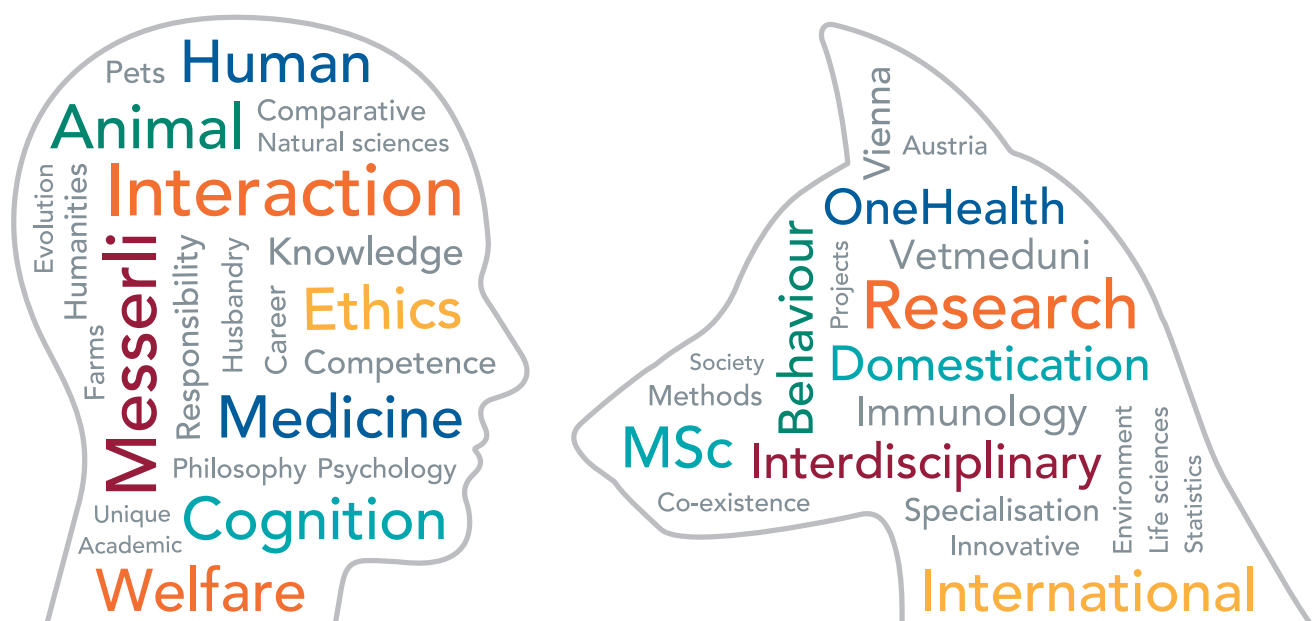 Pets Human
Animal Comparative
Natural sciences
Interaction
Evolution
Humanities
Messerli
Responsibility
Husbandry
Knowledge
Career
Ethics
Farms
Competence
Medicine
Philosophy Psychology
Unique
Academic
Cognition
Welfare
Vienna
Austria
OneHealth
Behaviour
Projects
Vetmeduni
Research
Society
Domestication
Methods
Immunology
MSc Interdisciplinary
Co-existence
Specialisation
Environment
Life sciences
Statistics
Innovative
International